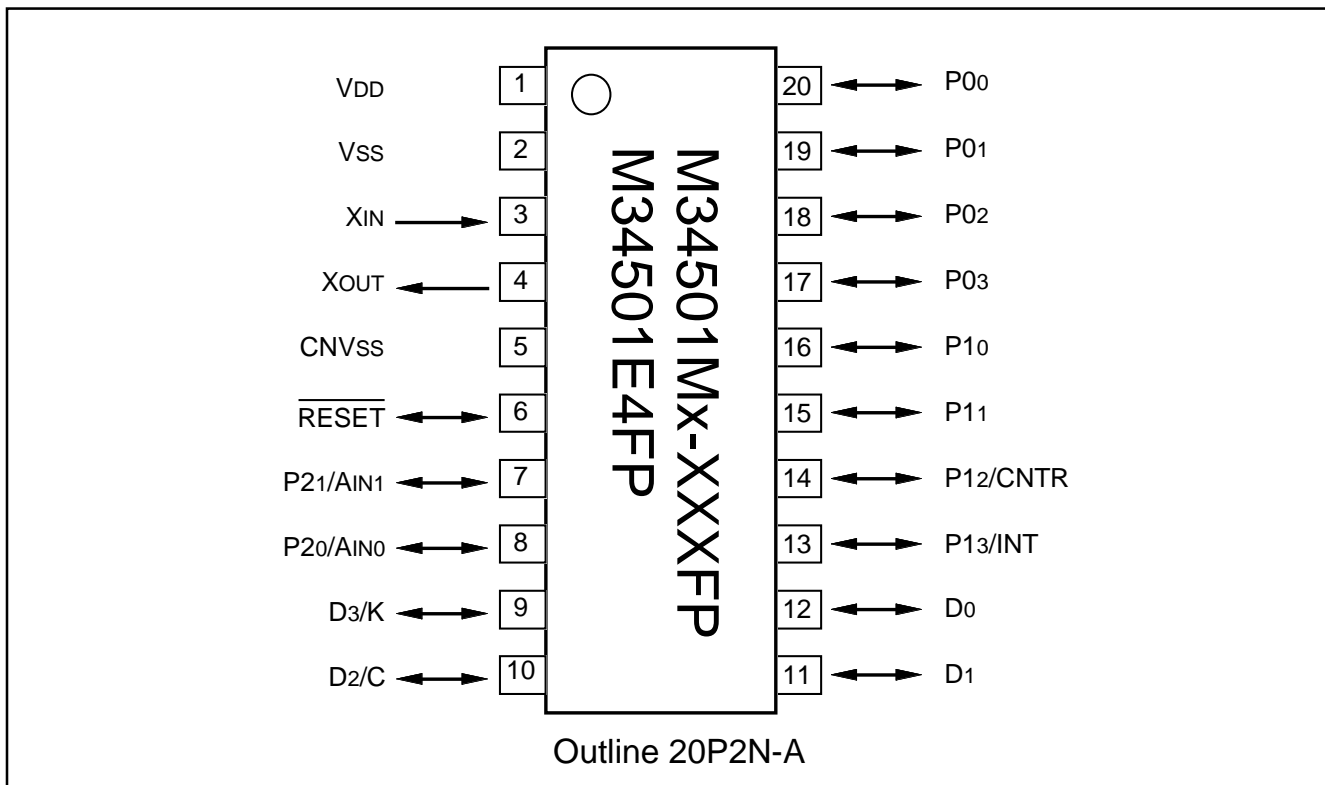 VDD 1 20 P00
VSS 2 19 P01
XIN 3 18 P02
XOUT 4 17 P03
CNVSS 5 16 P10
RESET 6 15 P11
P21/AIN1 7 14 P12/CNTR
P20/AIN0 8 13 P13/INT
D3/K 9 12 D0
D2/C 10 11 D1
M34501Mx-XXXFP
M34501E4FP
Outline 20P2N-A